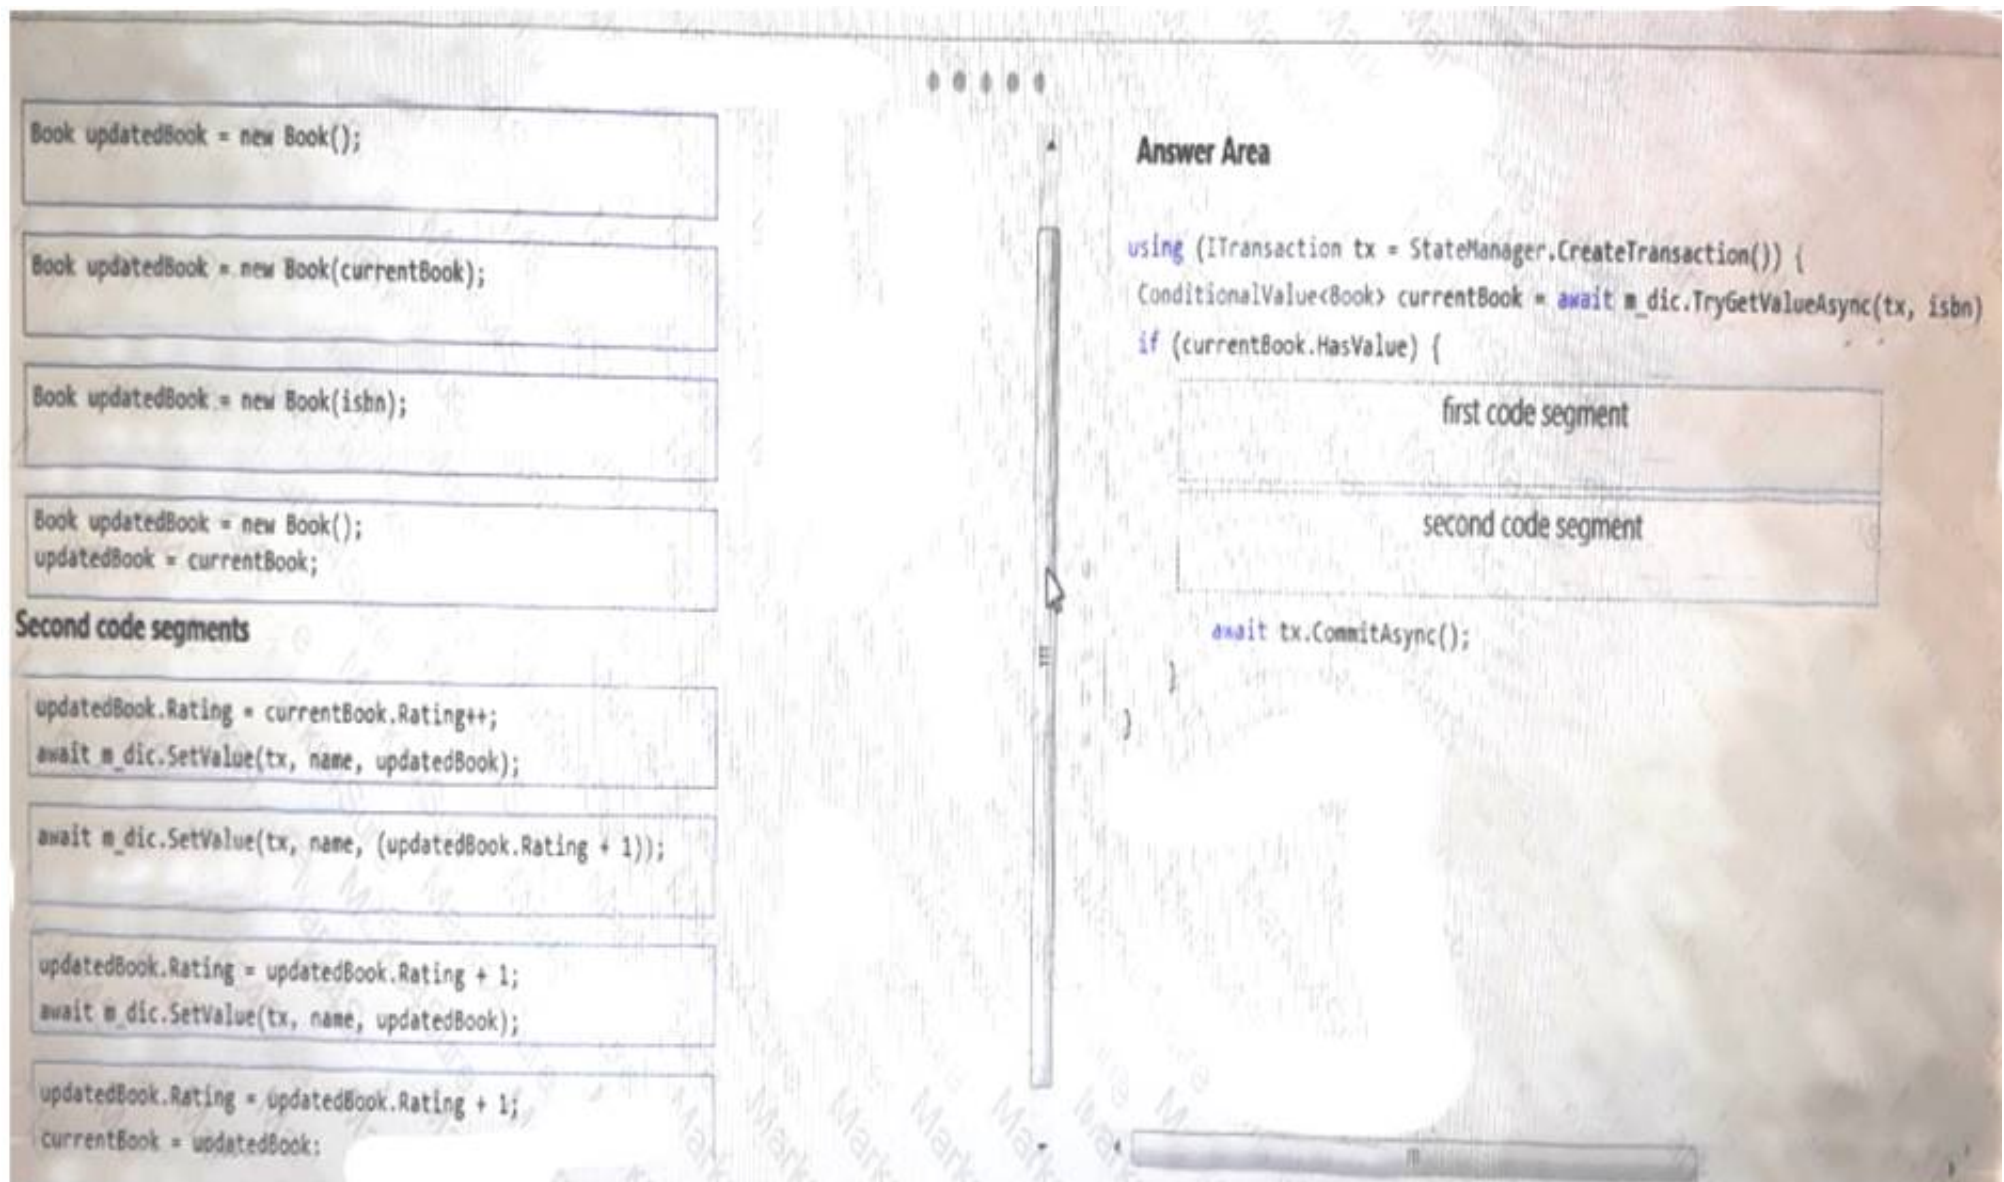 Book updatedBook = new Book();
Book updatedBook = new Book(currentBook);
Book updatedBook = new Book(isbn);
Book updatedBook = new Book();
updatedBook = currentBook;
Second code segments
updatedBook.Rating = currentBook.Rating++;
await m_dic.SetValue(tx, name, updatedBook);
await m_dic.SetValue(tx, name, (updatedBook.Rating + 1));
updatedBook.Rating = updatedBook.Rating + 1;
await m_dic.SetValue(tx, name, updatedBook);
updatedBook.Rating = updatedBook.Rating + 1;
currentBook = updatedBook;
Answer Area
using (ITransaction tx = StateManager.CreateTransaction()) {
ConditionalValue<Book> currentBook = await m_dic.TryGetValueAsync(tx, isbn)
if (currentBook.HasValue) {
first code segment
second code segment
await tx.CommitAsync();
}
}